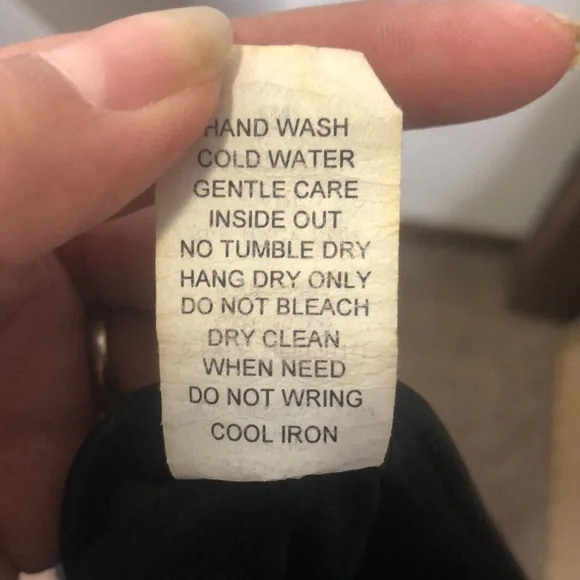 HAND WASH
COLD WATER
GENTLE CARE
INSIDE OUT
NO TUMBLE DRY
HANG DRY ONLY
DO NOT BLEACH
DRY CLEAN
WHEN NEED
DO NOT WRING
COOL IRON